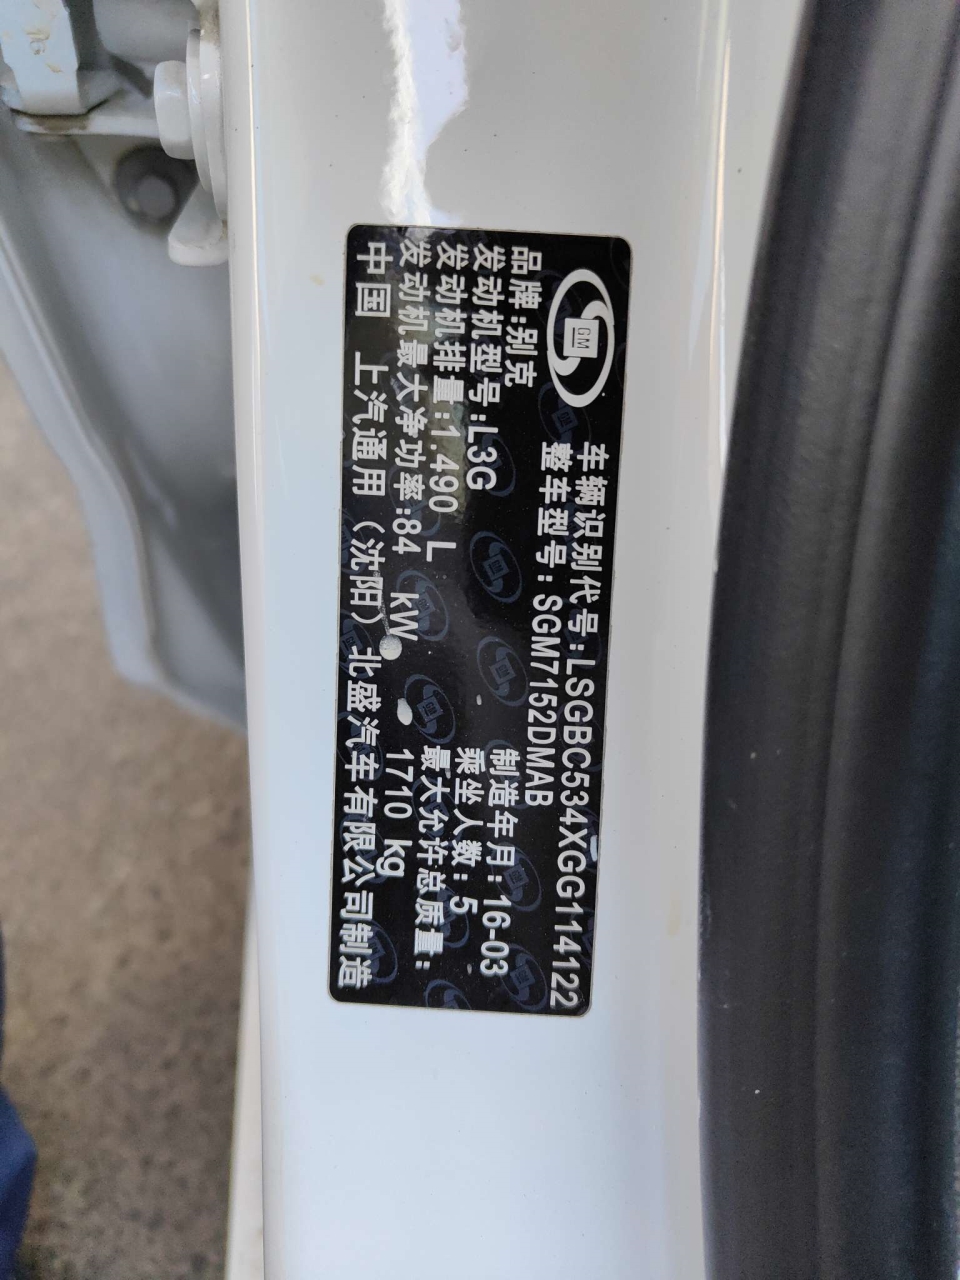 GM
车辆识别代号:LSGBC534XGG114122
整车型号:SGM7152DMAB
品牌:别克
制造年月:16-03
发动机型号:L3G
乘坐人数:5
发动机排量:1.490 L
最大允许总质量:
发动机最大净功率:84 kW
1710 kg
中国 上汽通用(沈阳)北盛汽车有限公司制造